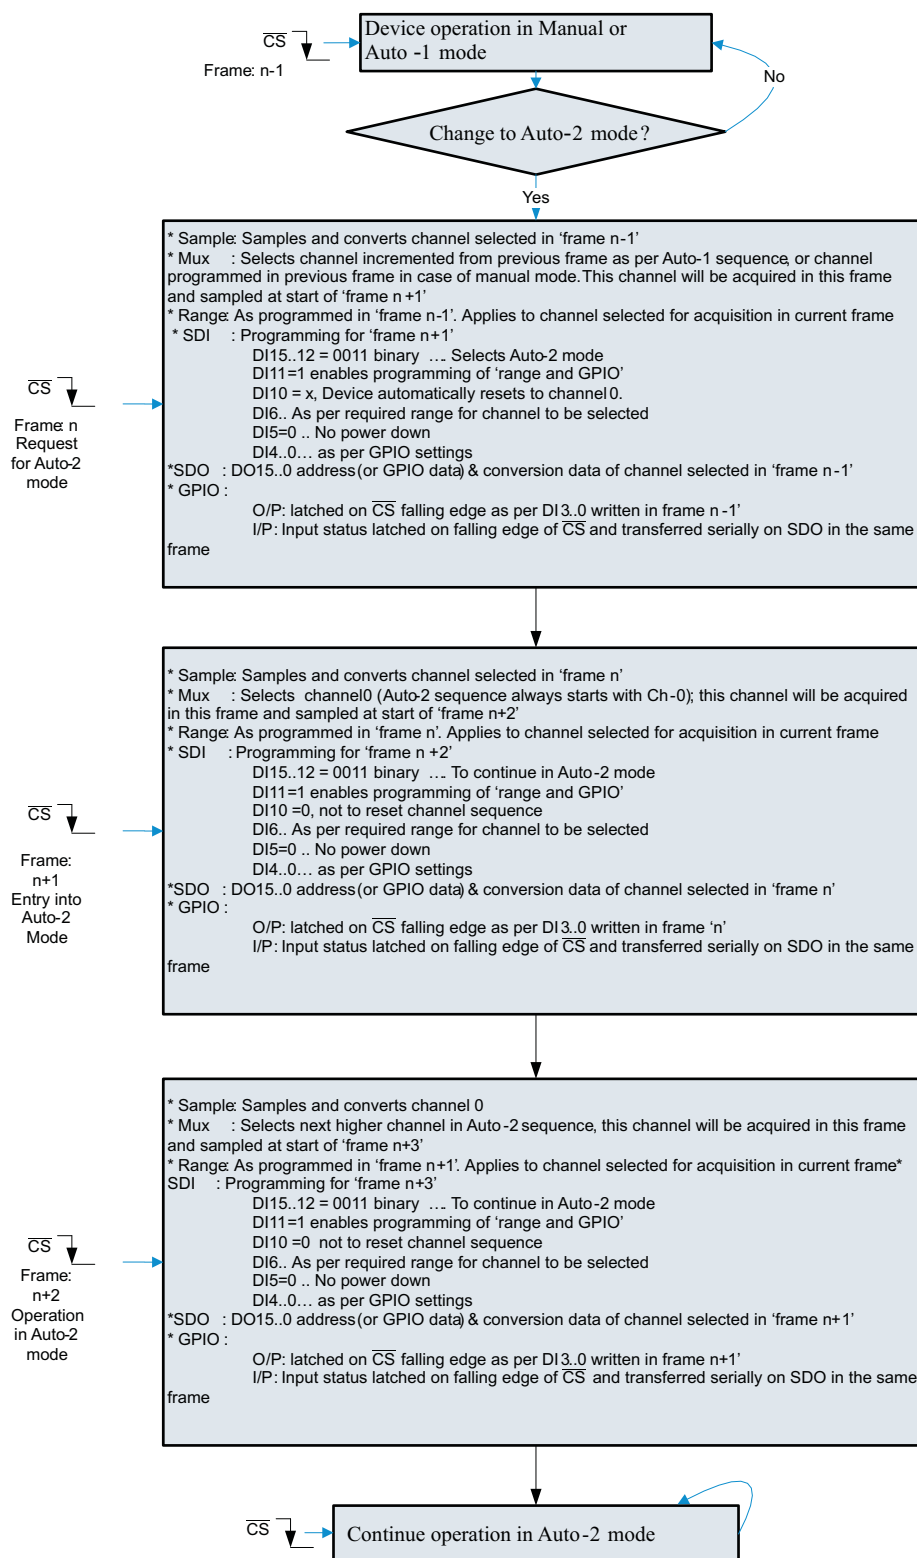 Device operation in Manual or
Auto -1 mode
CS
Frame: n-1
No
Change to Auto-2 mode?
Yes
* Sample: Samples and converts channel selected in ‘frame n-1’
* Mux : Selects channel incremented from previous frame as per Auto-1 sequence, or channel
programmed in previous frame in case of manual mode. This channel will be acquired in this frame
and sampled at start of ‘frame n+1’
* Range: As programmed in ‘frame n-1’. Applies to channel selected for acquisition in current frame
* SDI : Programming for ‘frame n+1’
DI15..12 = 0011 binary …. Selects Auto-2 mode
DI11=1 enables programming of ‘range and GPIO’
DI10 = x, Device automatically resets to channel 0.
DI6.. As per required range for channel to be selected
DI5=0 .. No power down
DI4..0… as per GPIO settings
*SDO : DO15..0 address (or GPIO data) & conversion data of channel selected in ‘frame n-1’
* GPIO :
O/P: latched on CS falling edge as per DI3..0 written in frame n-1’
I/P: Input status latched on falling edge of CS and transferred serially on SDO in the same
frame
CS
Frame: n
Request
for Auto-2
mode
* Sample: Samples and converts channel selected in ‘frame n’
* Mux : Selects channel0 (Auto-2 sequence always starts with Ch-0); this channel will be acquired
in this frame and sampled at start of ‘frame n+2’
* Range: As programmed in ‘frame n’. Applies to channel selected for acquisition in current frame
* SDI : Programming for ‘frame n+2’
DI15..12 = 0011 binary …. To continue in Auto-2 mode
DI11=1 enables programming of ‘range and GPIO’
DI10 =0, not to reset channel sequence
DI6.. As per required range for channel to be selected
DI5=0 .. No power down
DI4..0… as per GPIO settings
*SDO : DO15..0 address (or GPIO data) & conversion data of channel selected in ‘frame n’
* GPIO :
O/P: latched on CS falling edge as per DI3..0 written in frame ‘n’
I/P: Input status latched on falling edge of CS and transferred serially on SDO in the same
frame
CS
Frame:
n+1
Entry into
Auto-2
Mode
* Sample: Samples and converts channel 0
* Mux : Selects next higher channel in Auto-2 sequence, this channel will be acquired in this frame
and sampled at start of ‘frame n+3’
* Range: As programmed in ‘frame n+1’. Applies to channel selected for acquisition in current frame*
SDI : Programming for ‘frame n+3’
DI15..12 = 0011 binary …. To continue in Auto-2 mode
DI11=1 enables programming of ‘range and GPIO’
DI10 =0 not to reset channel sequence
DI6.. As per required range for channel to be selected
DI5=0 .. No power down
DI4..0… as per GPIO settings
*SDO : DO15..0 address (or GPIO data) & conversion data of channel selected in ‘frame n+1’
* GPIO :
O/P: latched on CS falling edge as per DI3..0 written in frame n+1’
I/P: Input status latched on falling edge of CS and transferred serially on SDO in the same
frame
CS
Frame:
n+2
Operation
in Auto-2
mode
CS
Continue operation in Auto-2 mode